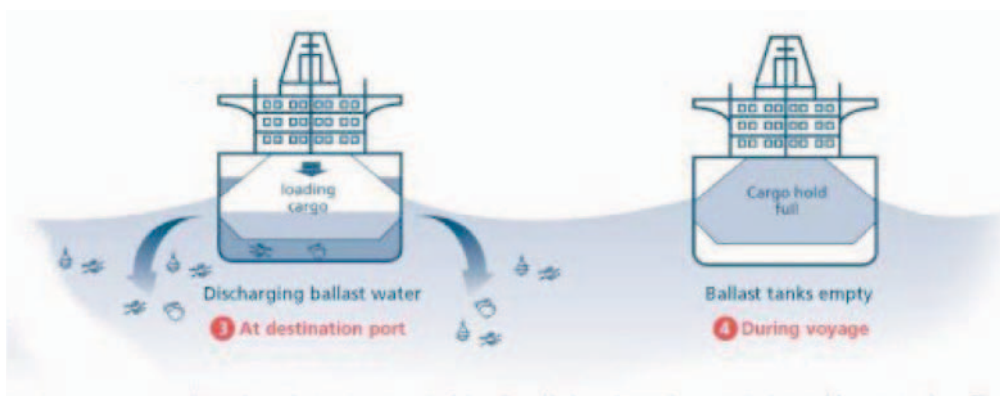 loading
cargo
Discharging ballast water
3 At destination port
Cargo hold
full
Ballast tanks empty
4 During voyage